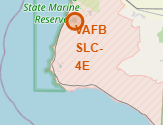 State Marine
Reserve
VAFB
SLC-
4E